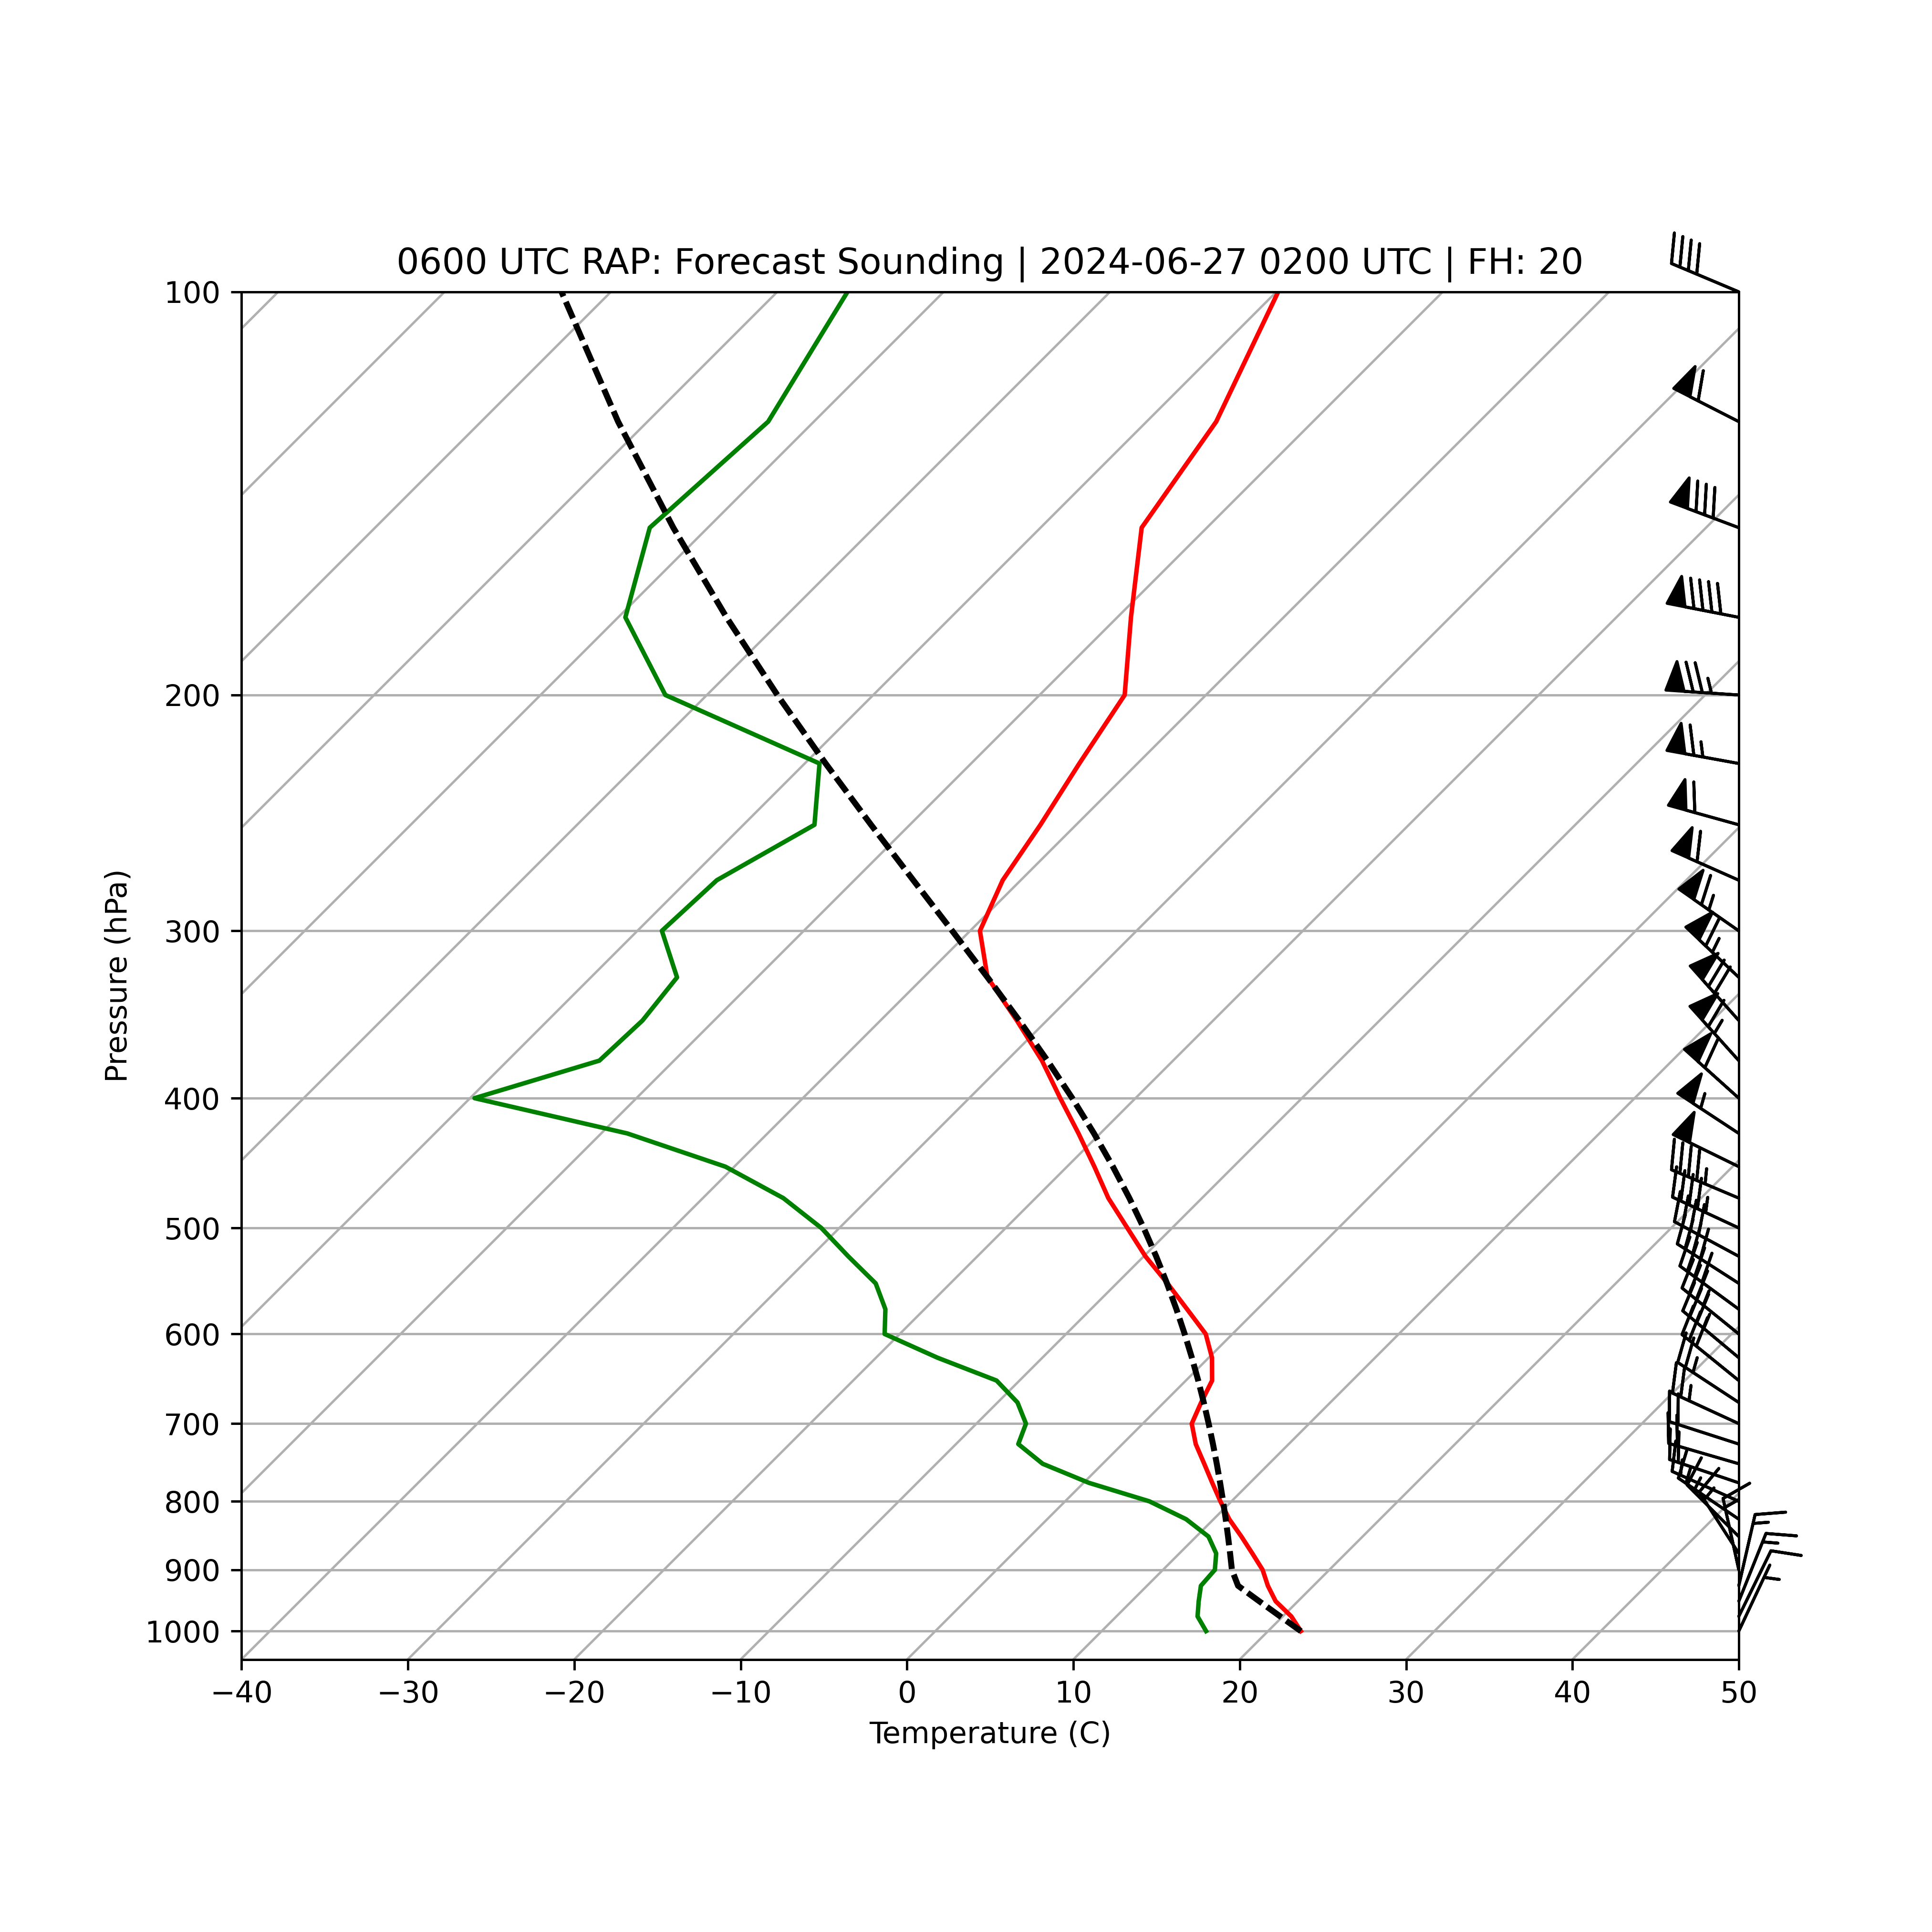 0600 UTC RAP: Forecast Sounding | 2024-06-27 0200 UTC | FH: 20
100
200
300
400
500
600
700
800
900
1000
Pressure (hPa)
−40 −30 −20 −10 0 10 20 30 40 50
Temperature (C)